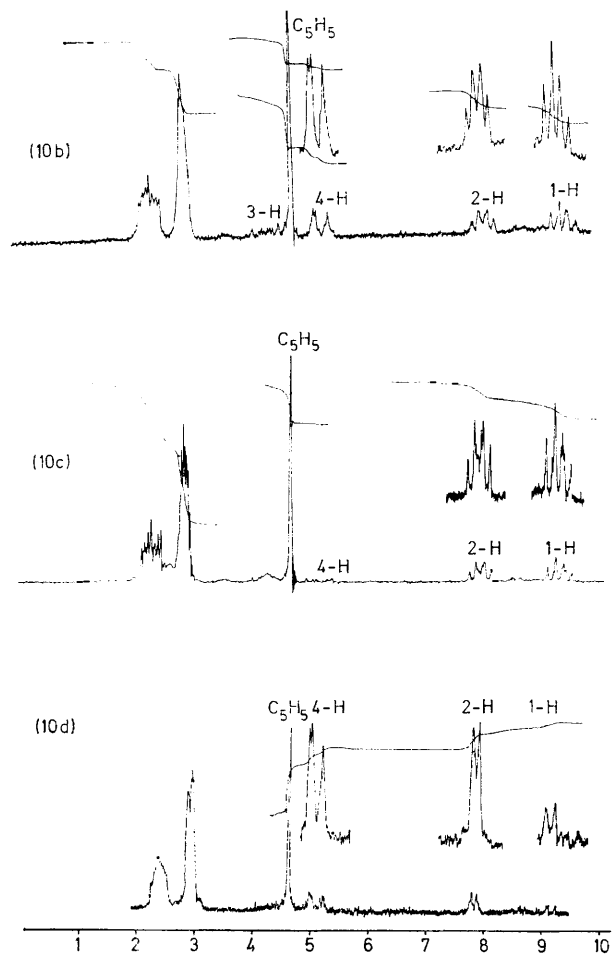 C₅H₅
(10b)
3-H 4-H 2-H 1-H
C₅H₅
(10c)
4-H 2-H 1-H
C₅H₅ 4-H 2-H 1-H
(10d)
1 2 3 4 5 6 7 8 9 10